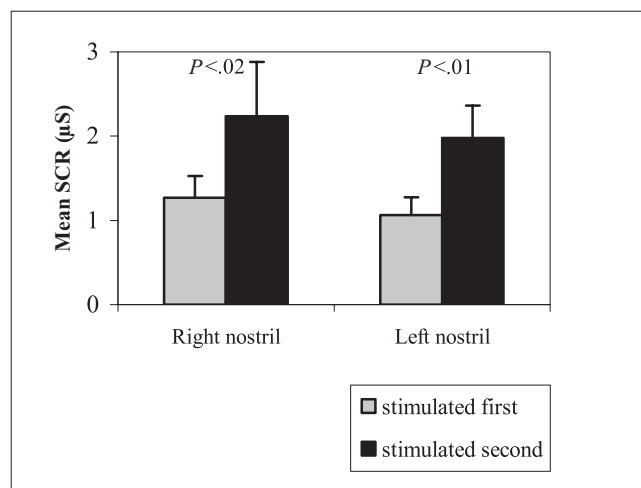 3
P<.02
P<.01
2
Mean SCR (µS)
1
0
Right nostril
Left nostril
stimulated first
stimulated second